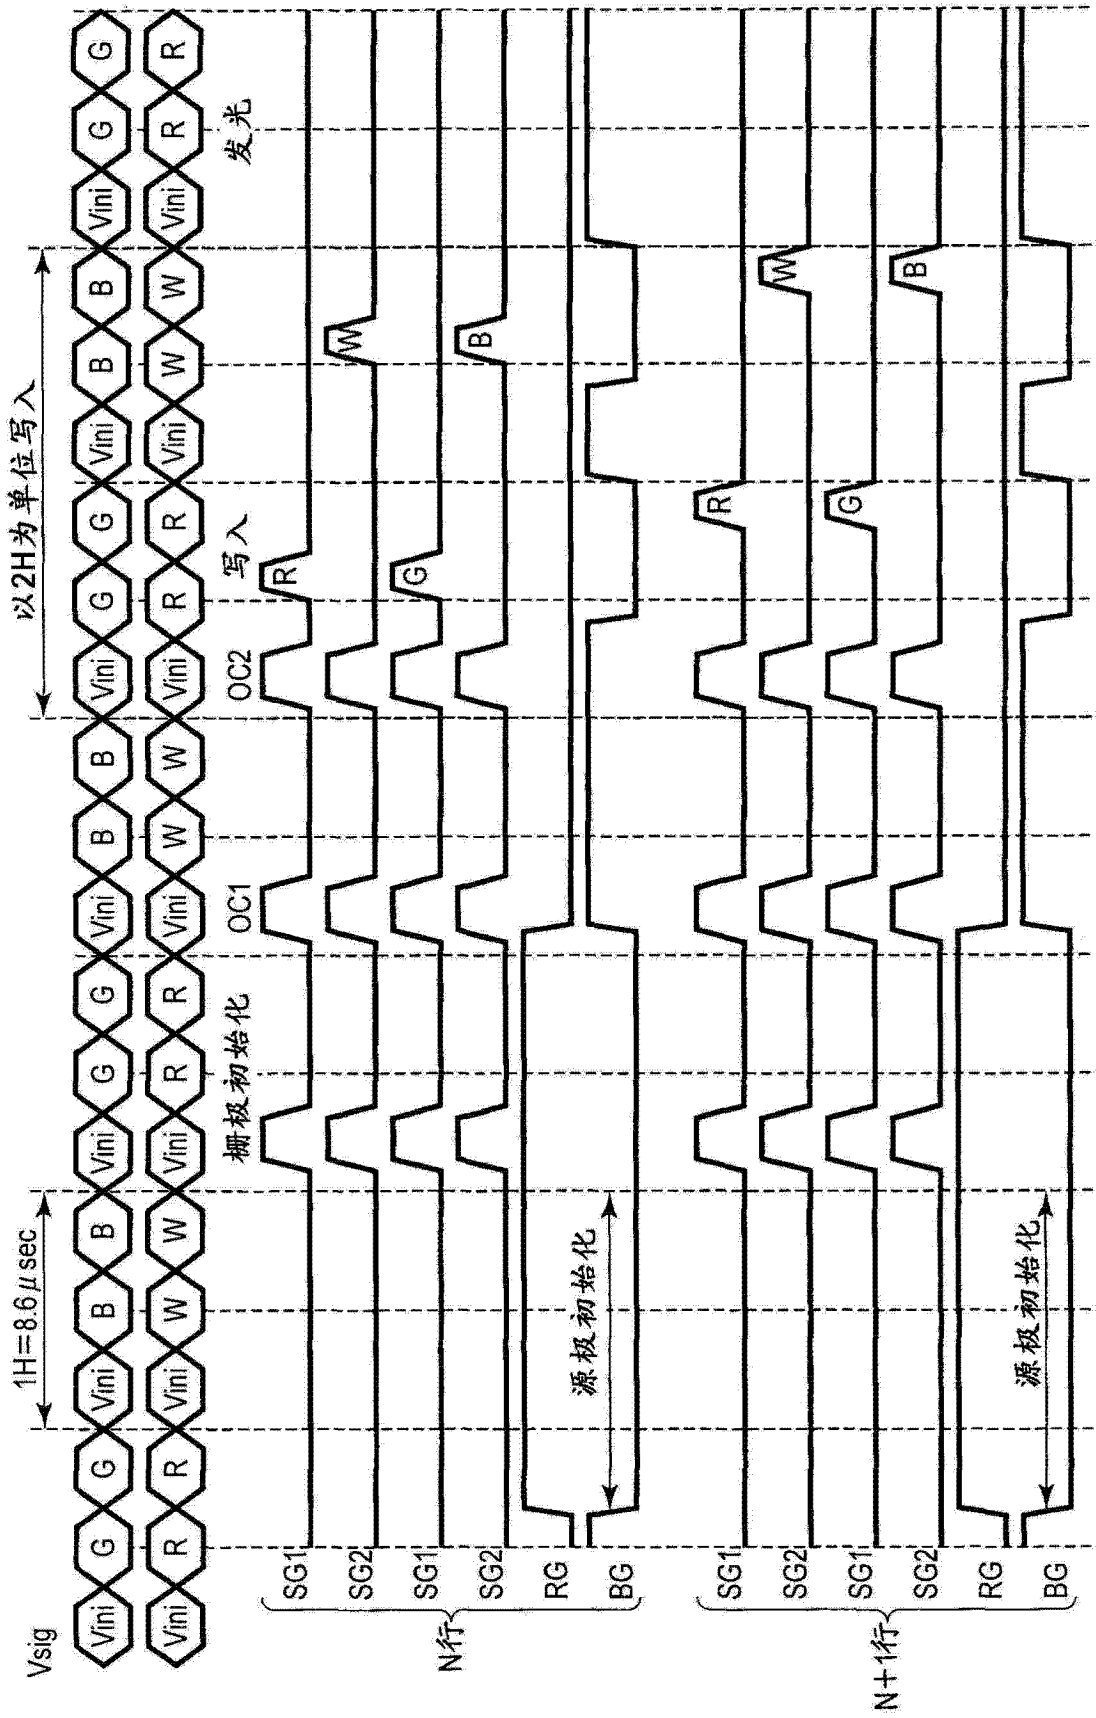 1H=8.6μsec 以2H为单位写入
Vsig
Vini G G Vini B B Vini G G Vini B B Vini G G Vini B B Vini G G
Vini R R Vini W W Vini R R Vini W W Vini R R Vini W W Vini R R
栅极初始化 OC1 OC2 写入 发光
SG1 R
SG2 W
N行
SG1 G
SG2 B
RG
源极初始化
BG
SG1 R
SG2 W
N+1行
SG1 G
SG2 B
RG
源极初始化
BG